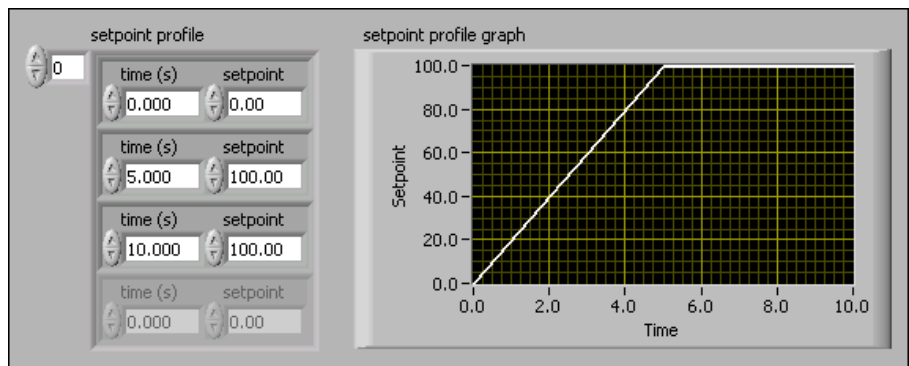 setpoint profile
0
time (s) setpoint
0.000 0.00
time (s) setpoint
5.000 100.00
time (s) setpoint
10.000 100.00
time (s) setpoint
0.000 0.00
setpoint profile graph
100.0
80.0
60.0
40.0
20.0
0.0
Setpoint
0.0 2.0 4.0 6.0 8.0 10.0
Time